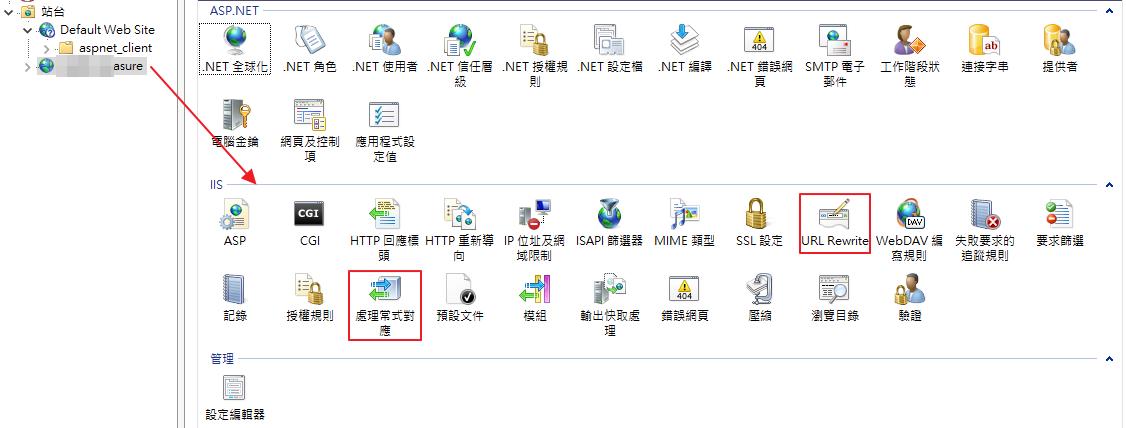 站台
Default Web Site
aspnet_client
asure
ASP.NET
.NET 全球化
.NET 角色
.NET 使用者
.NET 信任層
級
.NET 授權規
則
.NET 設定檔
.NET 編譯
.NET 錯誤網
頁
SMTP 電子
郵件
工作階段狀
態
連接字串
提供者
電腦金鑰
網頁及控制
項
應用程式設
定值
IIS
ASP
CGI
CGI
HTTP 回應標
頭
HTTP 重新導
向
IP 位址及網
域限制
ISAPI 篩選器
MIME 類型
SSL 設定
URL Rewrite
DAV
WebDAV 編
寫規則
失敗要求的
追蹤規則
要求篩選
記錄
授權規則
處理常式對
應
預設文件
模組
輸出快取處
理
404
錯誤網頁
壓縮
瀏覽目錄
驗證
管理
設定編輯器